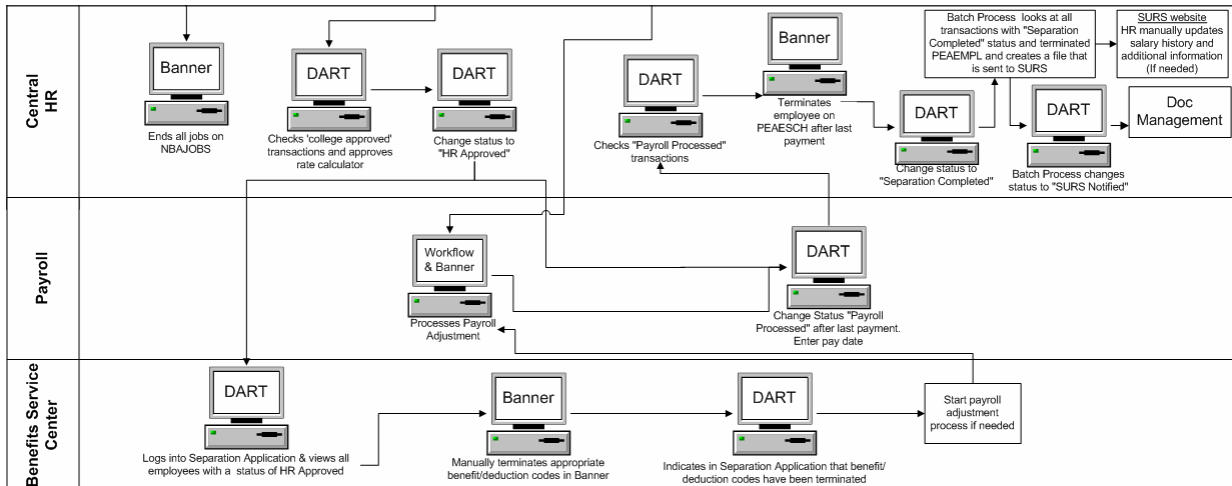 Central
HR
Banner
Ends all jobs on
NBAJOBS
DART
Checks 'college approved'
transactions and approves
rate calculator
DART
Change status to
"HR Approved"
DART
Checks "Payroll Processed"
transactions
Banner
Terminates
employee on
PEAESCH after last
payment
DART
Change status to
"Separation Completed"
Batch Process looks at all
transactions with "Separation
Completed" status and terminated
PEAEMPL and creates a file that
is sent to SURS
SURS website
HR manually updates
salary history and
additional information
(If needed)
DART
Batch Process changes
status to "SURS Notified"
Doc
Management
Payroll
Workflow
& Banner
Processes Payroll
Adjustment
DART
Change Status "Payroll
Processed" after last payment.
Enter pay date
Benefits Service
Center
DART
Logs into Separation Application & views all
employees with a status of HR Approved
Banner
Manually terminates appropriate
benefit/deduction codes in Banner
DART
Indicates in Separation Application that benefit/
deduction codes have been terminated
Start payroll
adjustment
process if needed